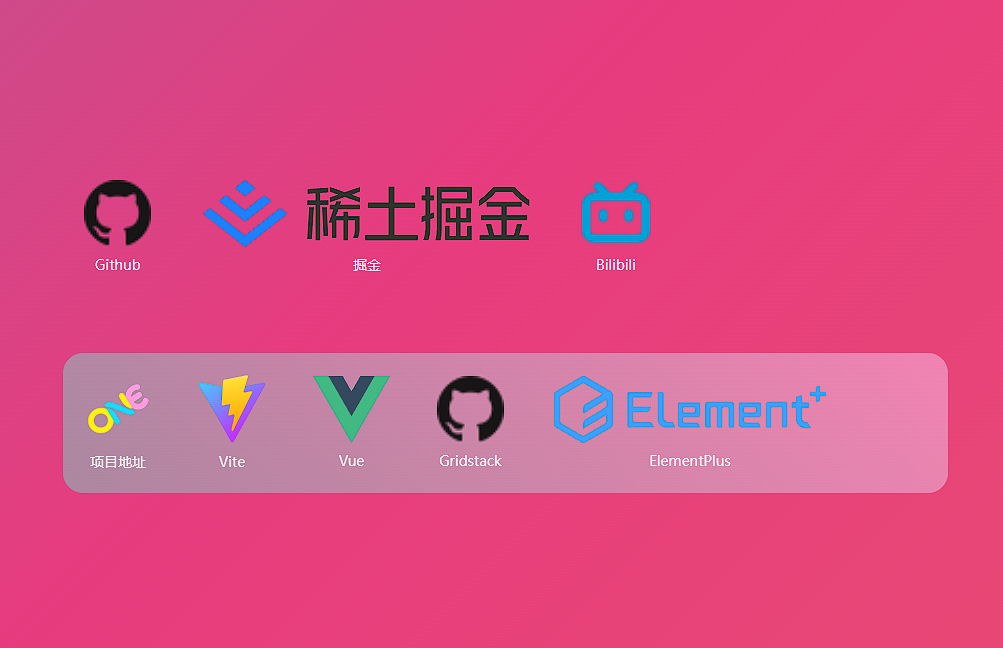 稀土掘金
Github
掘金
Bilibili
ONE
Element+
项目地址
Vite
Vue
Gridstack
ElementPlus